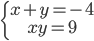 x + y = - 4
xy = 9